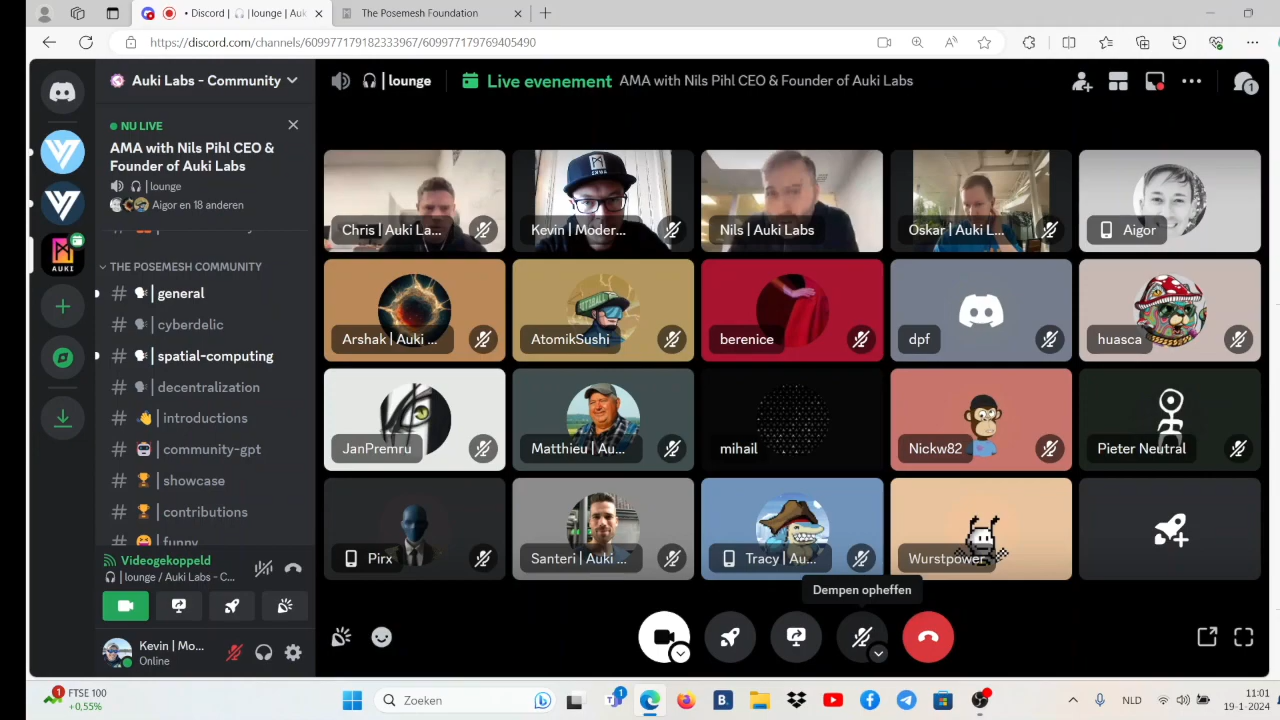 Discord | 🎧 | lounge | Auk
The Posemesh Foundation
https://discord.com/channels/609977179182333967/609977179769405490
Auki Labs - Community
NU LIVE
AMA with Nils Pihl CEO &
Founder of Auki Labs
| lounge
Aigor en 18 anderen
AUKI
THE POSEMESH COMMUNITY
# | general
# | cyberdelic
# | spatial-computing
# | decentralization
# | introductions
# | community-gpt
# | showcase
# | contributions
# | funny
Videogekoppeld
| lounge / Auki Labs - C...
Kevin | Mo...
Online
| lounge
Live evenement
AMA with Nils Pihl CEO & Founder of Auki Labs
1
Chris | Auki La...
Kevin | Moder...
Nils | Auki Labs
Oskar | Auki L...
Aigor
Arshak | Auki ...
AtomikSushi
berenice
dpf
huasca
JanPremru
Matthieu | Au...
mihail
Nickw82
Pieter Neutral
Pirx
Santeri | Auki ...
Tracy | Au...
Wurstpower
Dempen opheffen
1
FTSE 100
+0,55%
Zoeken
1
B.
NLD
11:01
19-1-2024